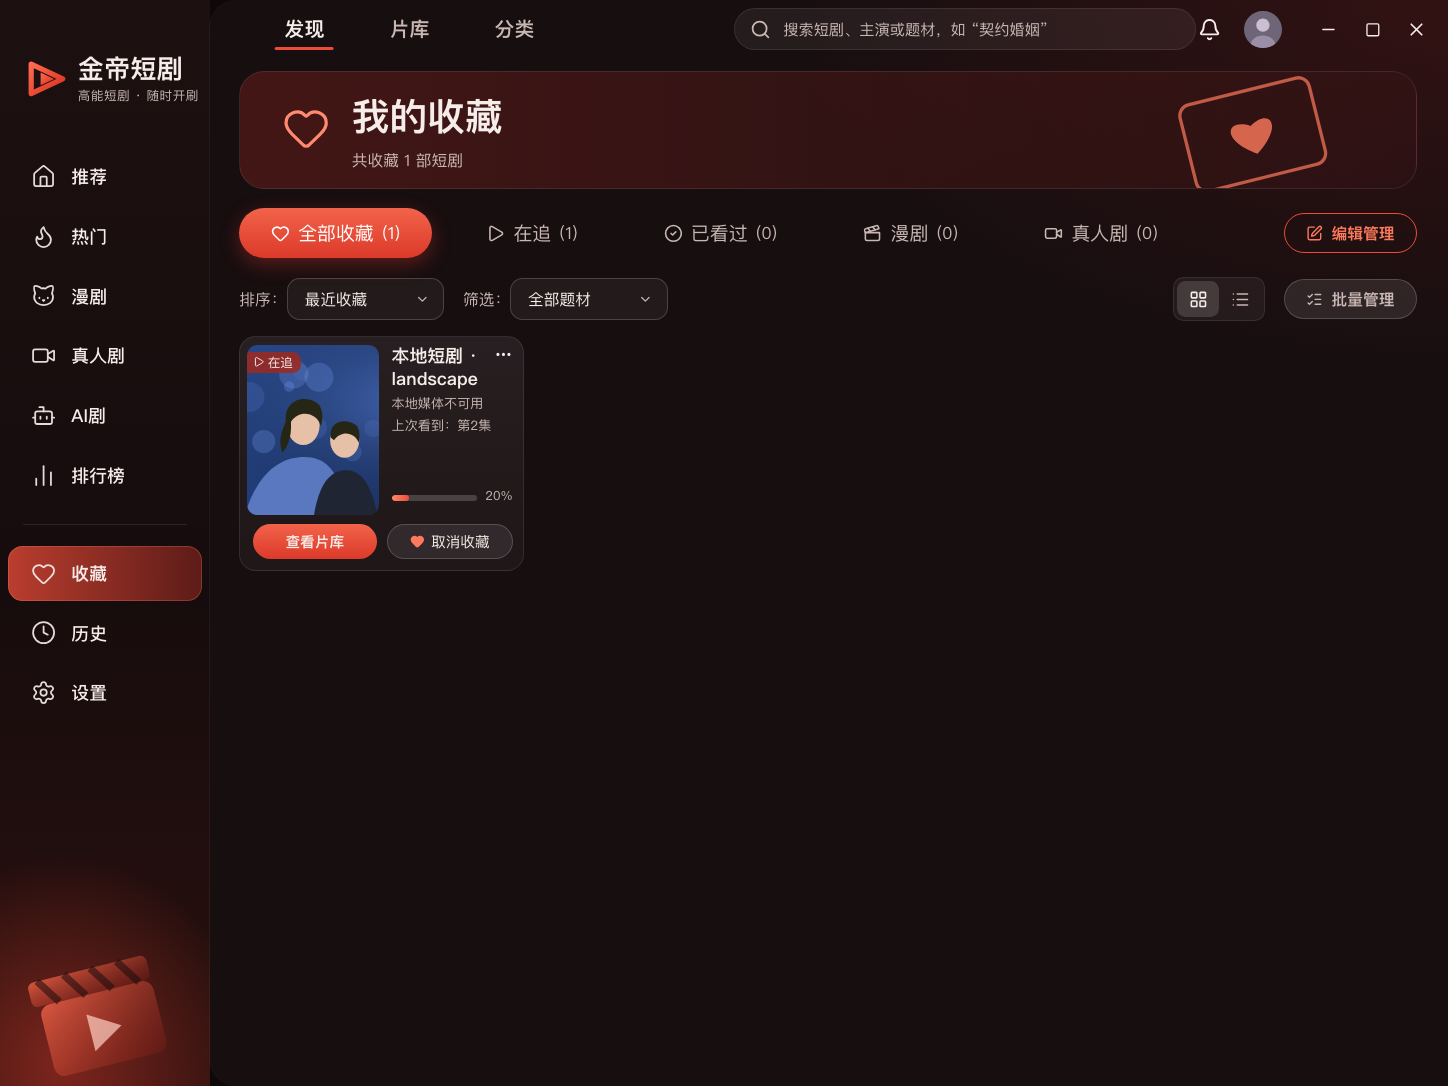 发现
片库
分类
搜索短剧、主演或题材，如 “契约婚姻”
金帝短剧
高能短剧 · 随时开刷
推荐
热门
漫剧
真人剧
AI剧
排行榜
收藏
历史
设置
我的收藏
共收藏 1 部短剧
全部收藏 (1)
在追 (1)
已看过 (0)
漫剧 (0)
真人剧 (0)
编辑管理
排序:
最近收藏
筛选:
全部题材
批量管理
在追
本地短剧 ·
landscape
本地媒体不可用
上次看到: 第2集
20%
查看片库
取消收藏